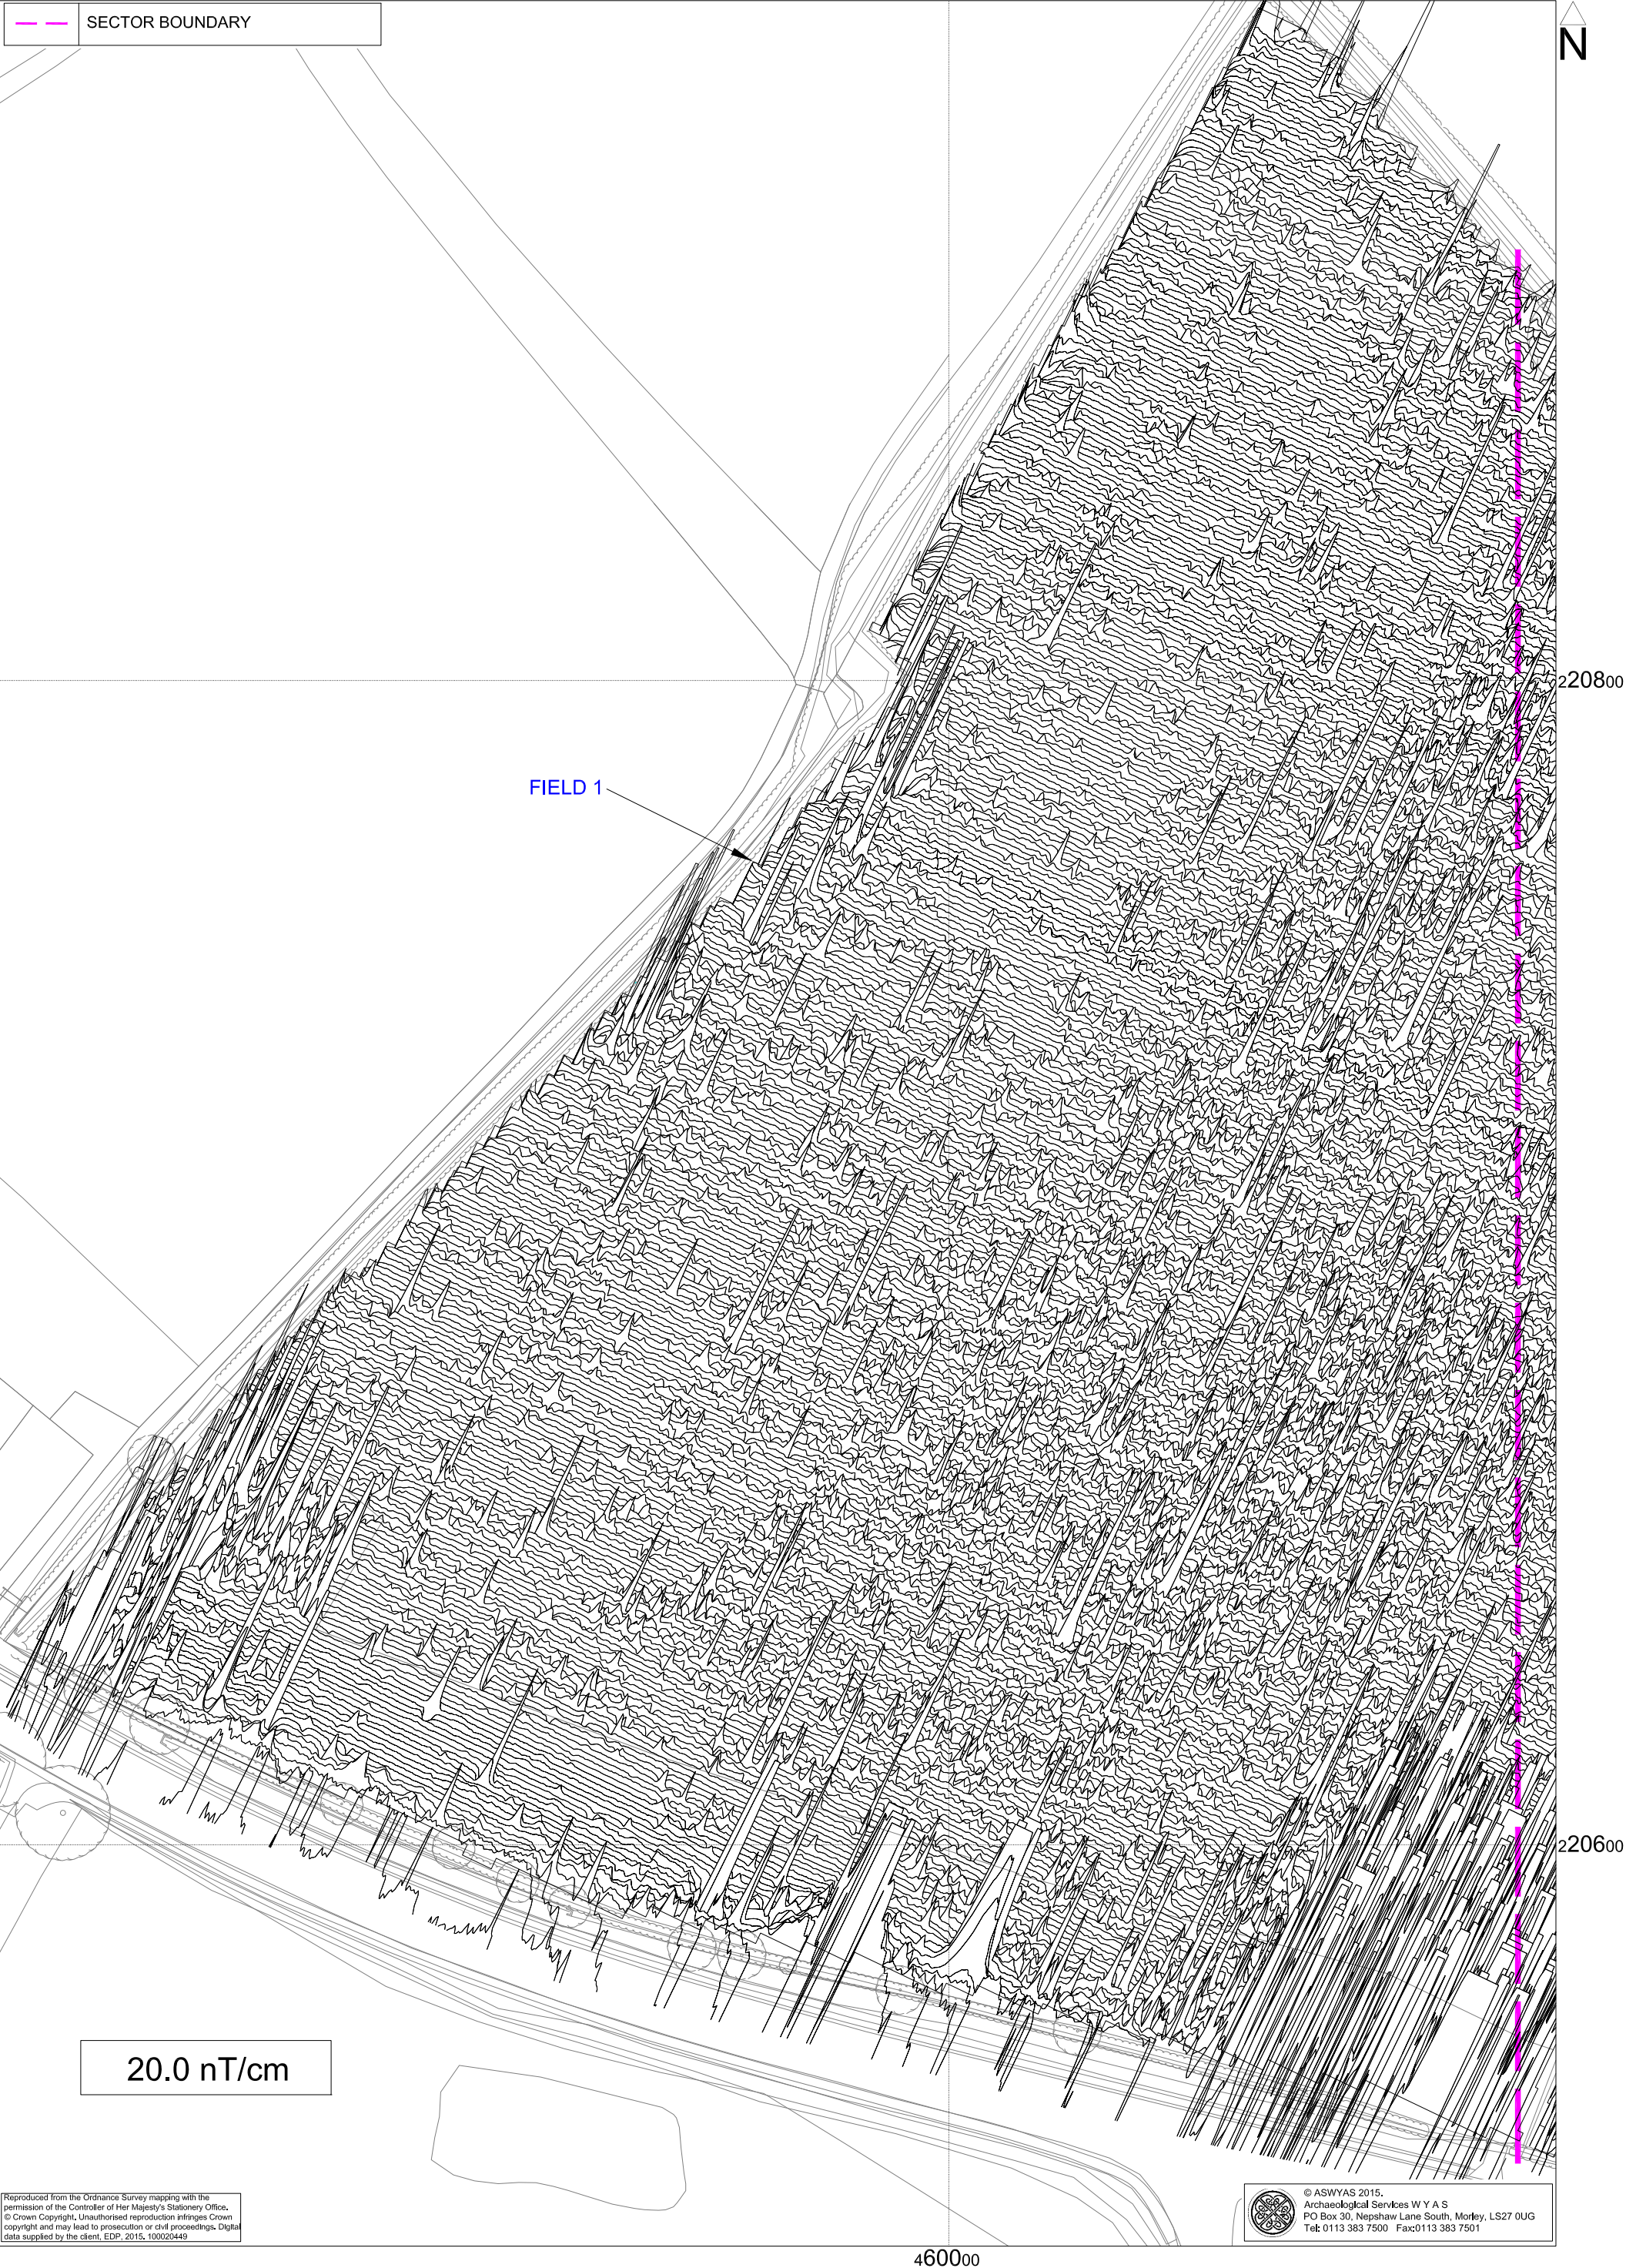 SECTOR BOUNDARY
N
220800
FIELD 1
220600
20.0 nT/cm
Reproduced from the Ordnance Survey mapping with the
permission of the Controller of Her Majesty's Stationery Office.
© Crown Copyright. Unauthorised reproduction infringes Crown
copyright and may lead to prosecution or civil proceedings. Digital
data supplied by the client, EDP, 2015. 100020449
© ASWYAS 2015.
Archaeological Services W Y A S
PO Box 30, Nepshaw Lane South, Morley, LS27 0UG
Tel: 0113 383 7500 Fax:0113 383 7501
460000